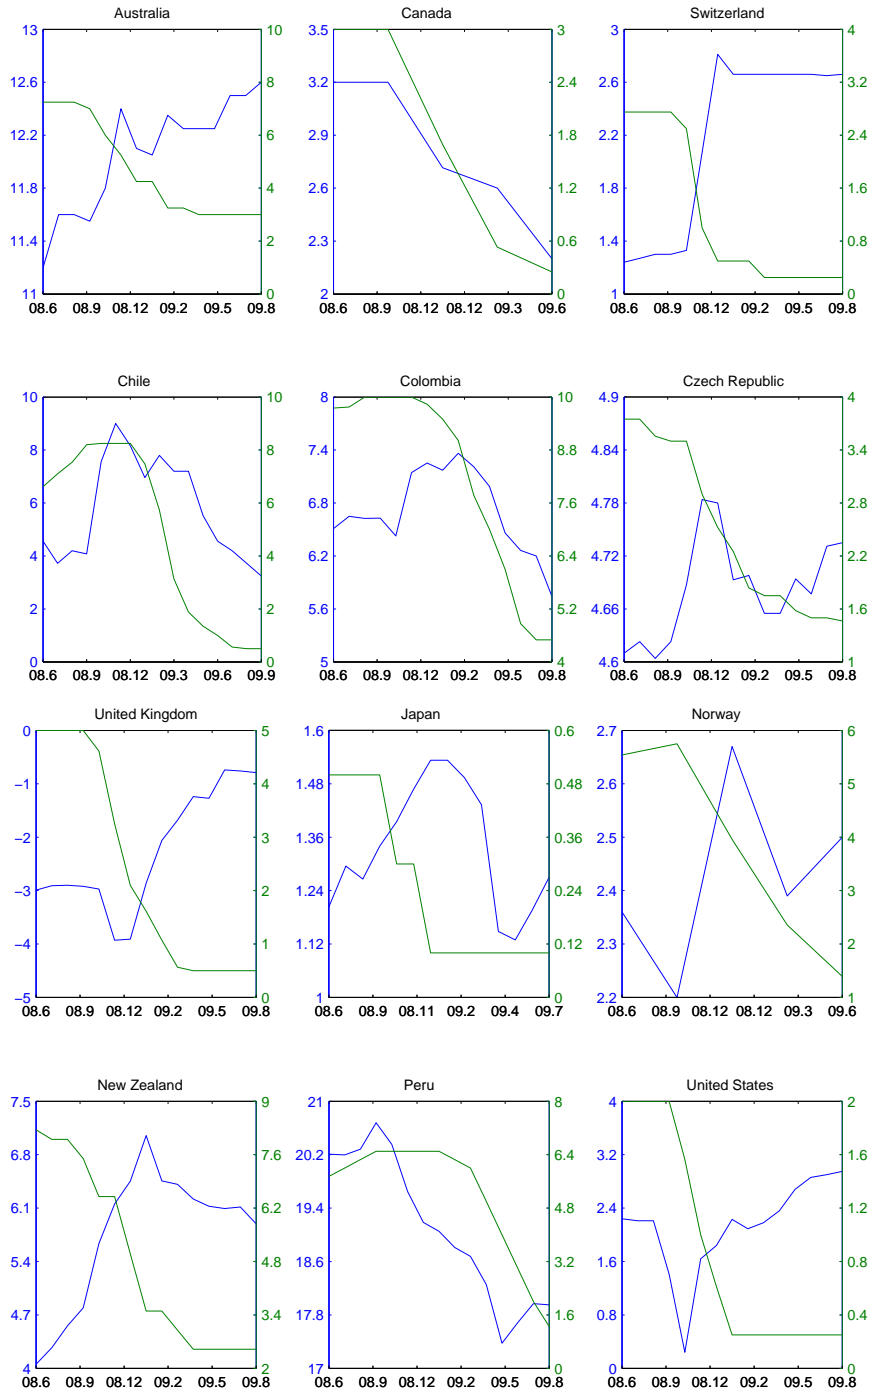 Australia Canada Switzerland
13 10 3.5 3 3 4
12.6 8 3.2 2.4 2.6 3.2
12.2 6 2.9 1.8 2.2 2.4
11.8 4 2.6 1.2 1.8 1.6
11.4 2 2.3 0.6 1.4 0.8
11 0 2 0 1 0
08.6 08.9 08.12 09.2 09.5 09.8 08.6 08.9 08.12 08.12 09.3 09.6 08.6 08.9 08.12 09.2 09.5 09.8
Chile Colombia Czech Republic
10 10 8 10 4.9 4
8 8 7.4 8.8 4.84 3.4
6 6 6.8 7.6 4.78 2.8
4 4 6.2 6.4 4.72 2.2
2 2 5.6 5.2 4.66 1.6
0 0 5 4 4.6 1
08.6 08.9 08.12 09.3 09.6 09.9 08.6 08.9 08.12 09.2 09.5 09.8 08.6 08.9 08.12 09.2 09.5 09.8
United Kingdom Japan Norway
0 5 1.6 0.6 2.7 6
−1 4 1.48 0.48 2.6 5
−2 3 1.36 0.36 2.5 4
−3 2 1.24 0.24 2.4 3
−4 1 1.12 0.12 2.3 2
−5 0 1 0 2.2 1
08.6 08.9 08.12 09.2 09.5 09.8 08.6 08.9 08.11 09.2 09.4 09.7 08.6 08.9 08.12 08.12 09.3 09.6
New Zealand Peru United States
7.5 9 21 8 4 2
6.8 7.6 20.2 6.4 3.2 1.6
6.1 6.2 19.4 4.8 2.4 1.2
5.4 4.8 18.6 3.2 1.6 0.8
4.7 3.4 17.8 1.6 0.8 0.4
4 2 17 0 0 0
08.6 08.9 08.12 09.2 09.5 09.8 08.6 08.9 08.12 09.2 09.5 09.8 08.6 08.9 08.12 09.2 09.5 09.8